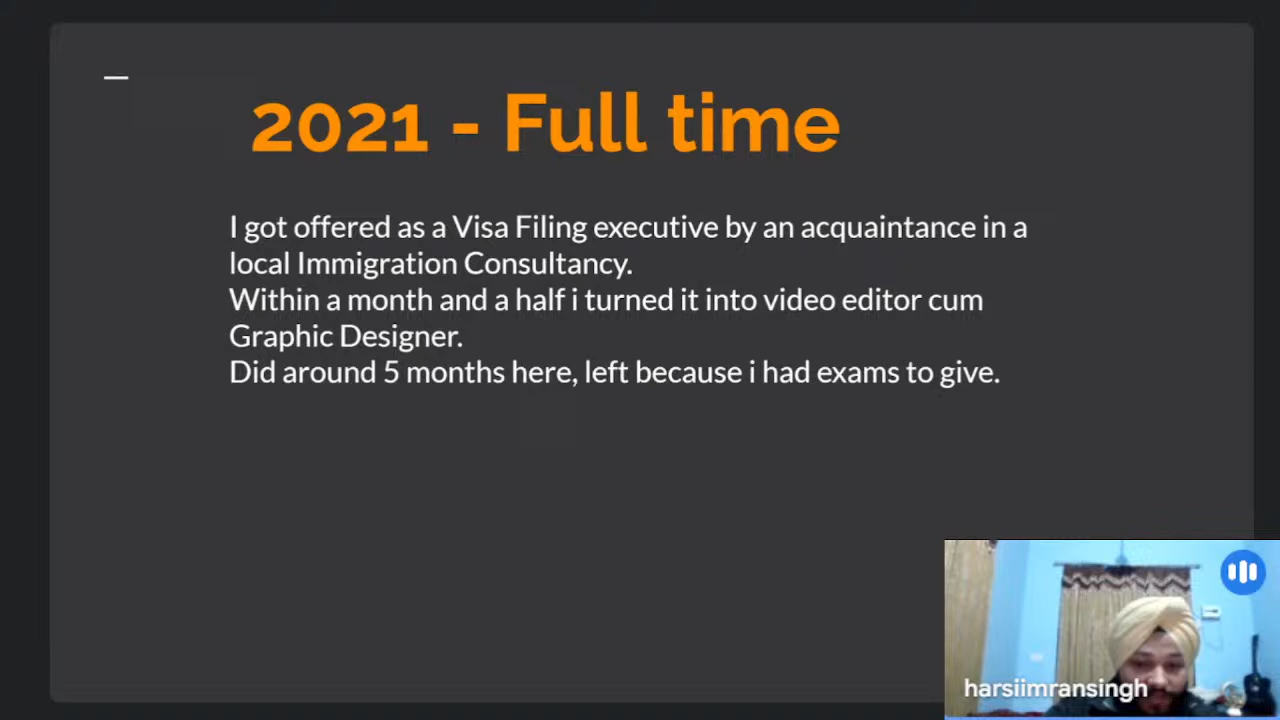 2021 - Full time
I got offered as a Visa Filing executive by an acquaintance in a
local Immigration Consultancy.
Within a month and a half i turned it into video editor cum
Graphic Designer.
Did around 5 months here, left because i had exams to give.
harsiimransingh